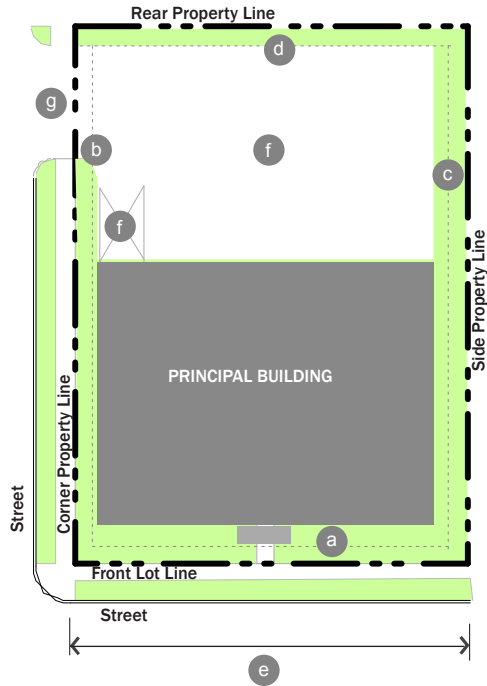 Rear Property Line
d
g
b
f
c
f
Side Property Line
PRINCIPAL BUILDING
Corner Property Line
Street
a
Front Lot Line
Street
e